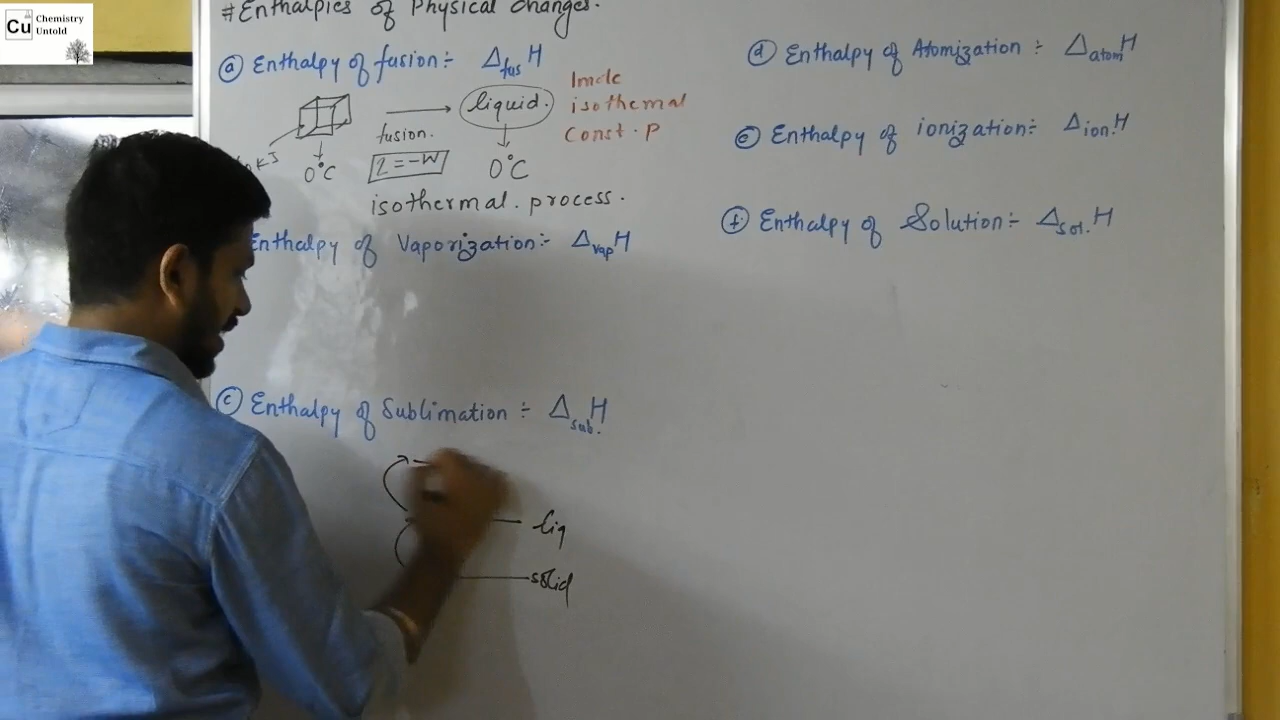 Cu
Chemistry
Untold
#Enthalpies of Physical Changes.
ⓐ Enthalpy of fusion:- Δfus H
1mole
isothermal
Const. P
liquid.
fusion.
0°C
0°C
isothermal. process.
Enthalpy of Vaporization:- Δvap H
ⓒ Enthalpy of Sublimation :- Δsub. H
liq
solid
ⓓ Enthalpy of Atomization :- Δatom H
ⓔ Enthalpy of ionization:- Δion. H
ⓕ Enthalpy of Solution:- Δsol. H